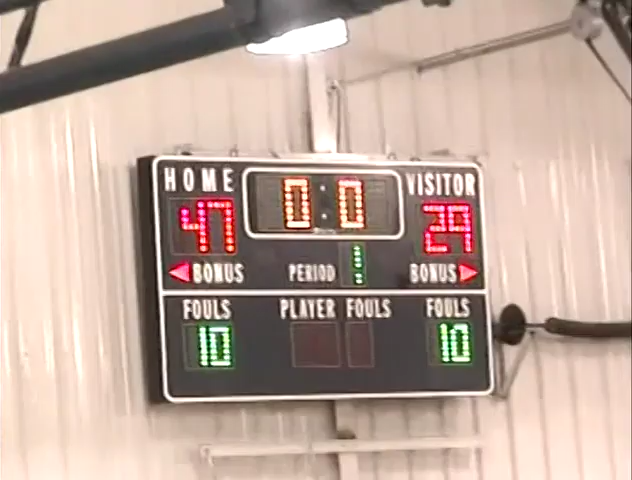 HOME 0:0 VISITOR
47 29
BONUS PERIOD 1 BONUS
FOULS PLAYER FOULS FOULS
10 10